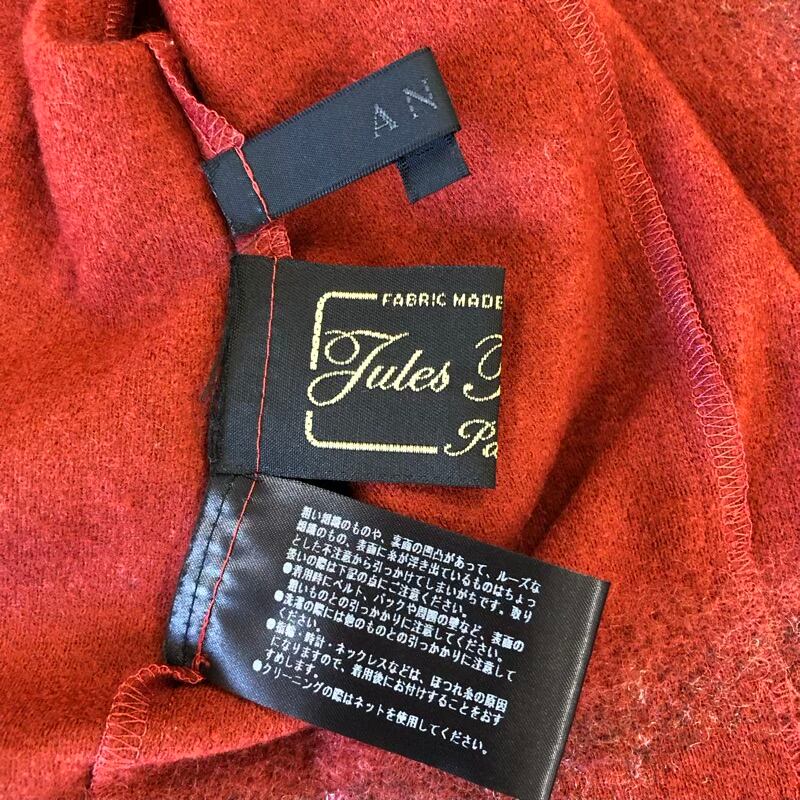 AN
FABRIC MADE
Jules
Pa
粗い組織のものや、表面の凹凸があって、ルーズな
組織のもの、表面に糸が浮き出ているものはちょっ
とした不注意から引っかけてしまいがちです。取り
扱いの際は下記の点にご注意ください。
●着用時にベルト、バックや周囲の壁など、表面の
粗いものとの引っかかりに注意してください。
●洗濯の際には他のものとの引っかかりに注意して
ください。
●指輪・時計・ネックレスなどは、ほつれ糸の原因
になりますので、着用後にお付けすることをおす
すめします。
●クリーニングの際はネットを使用してください。